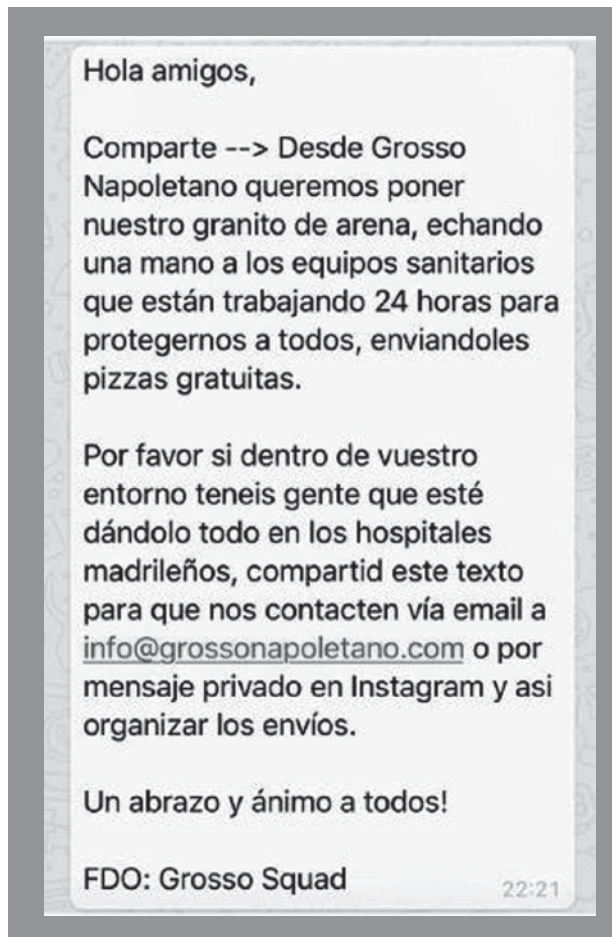 Hola amigos,
Comparte --> Desde Grosso
Napoletano queremos poner
nuestro granito de arena, echando
una mano a los equipos sanitarios
que están trabajando 24 horas para
protegernos a todos, enviandoles
pizzas gratuitas.
Por favor si dentro de vuestro
entorno teneis gente que esté
dándolo todo en los hospitales
madrileños, compartid este texto
para que nos contacten vía email a
info@grossonapoletano.com o por
mensaje privado en Instagram y asi
organizar los envíos.
Un abrazo y ánimo a todos!
FDO: Grosso Squad
22:21